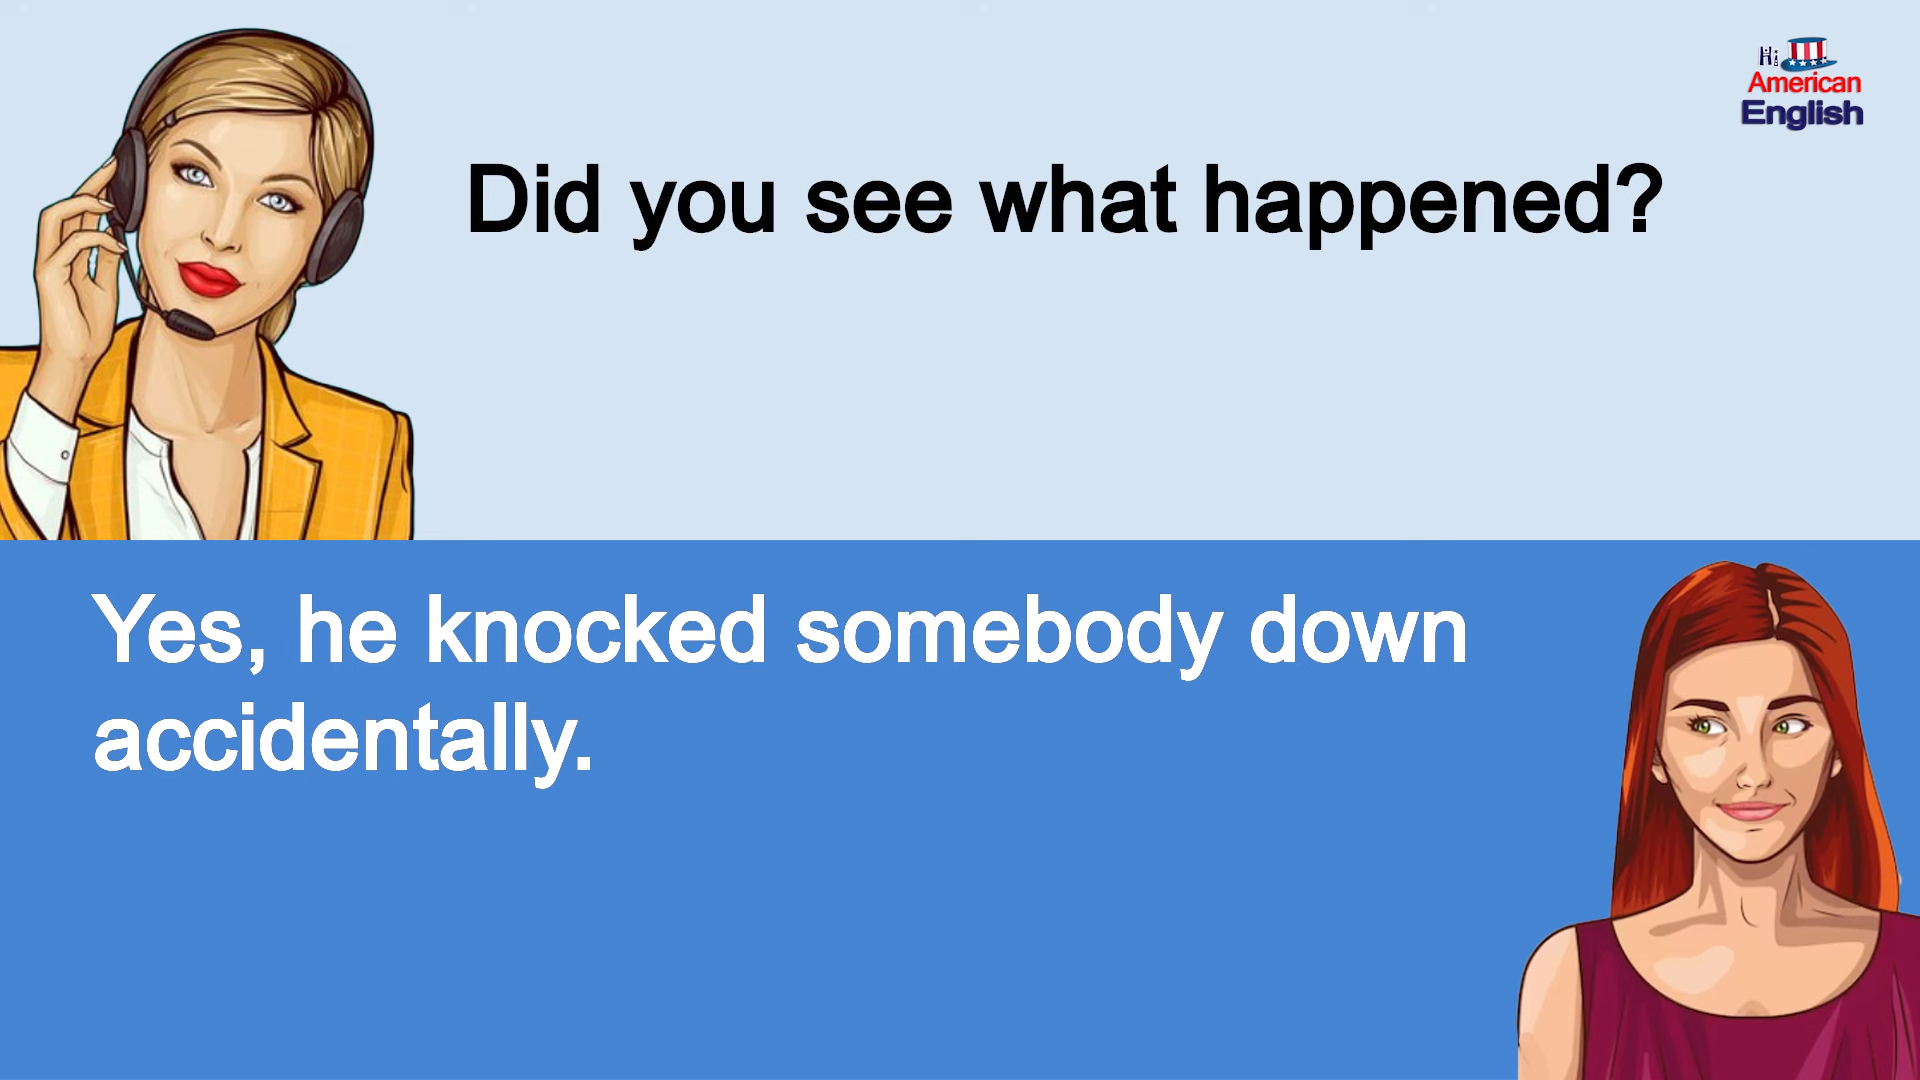 Hi
American
English
Did you see what happened?
Yes, he knocked somebody down
accidentally.